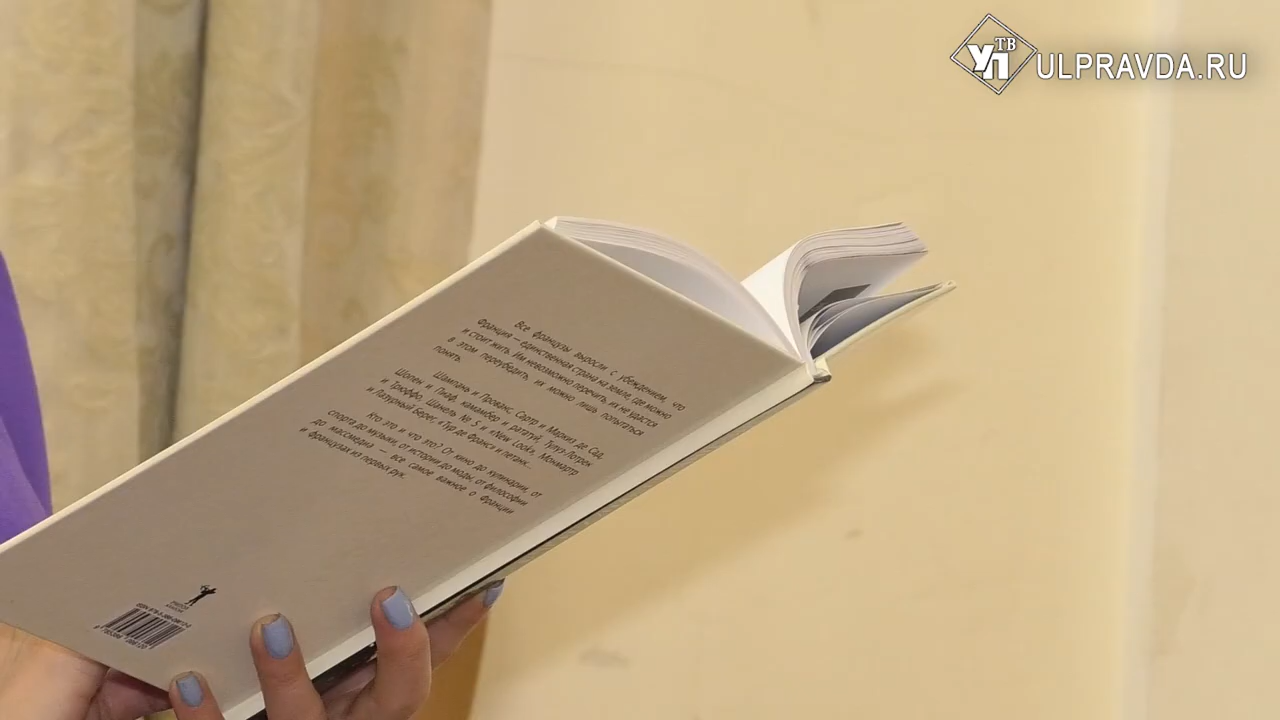 ТВ
УП
ULPRAVDA.RU
Все французы выросли с убеждением, что
Франция — единственная страна на земле, где можно
и стоит жить. Им невозможно перечить, их не удастся
в этом переубедить, их можно лишь попытаться
понять.
Шампань и Прованс, Сартр и Маркиз де Сад,
Шопен и Пиаф, камамбер и рататуй, Тулуз-Лотрек
и Трюффо, Шанель № 5 и «New Look», Монмартр
и Лазурный Берег, «Тур де Франс» и петанк...
Кто это и что это? От кино до кулинарии, от
спорта до музыки, от истории до моды, от философии
до массмедиа — все самое важное о Франции
и французах из первых рук.